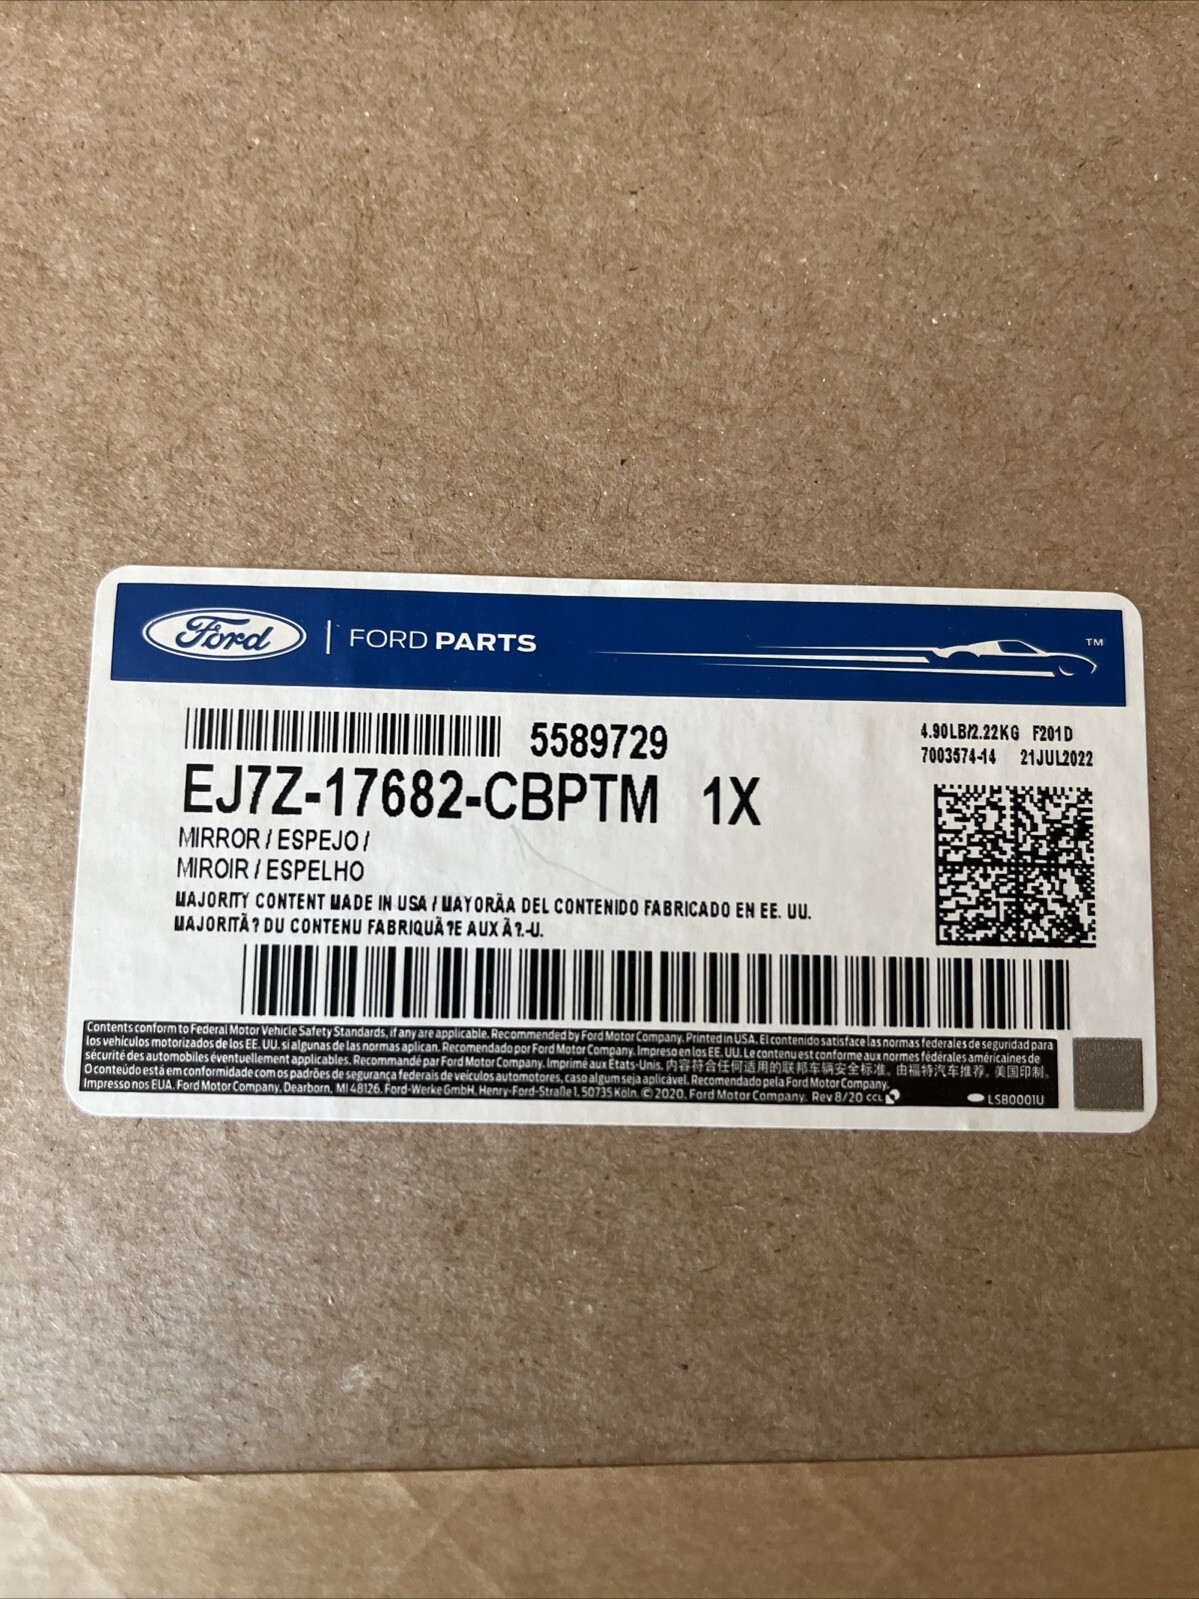 Ford | FORD PARTS
TM
5589729
4.90LB/2.22KG F201D
7003574-14 21JUL2022
EJ7Z-17682-CBPTM 1X
MIRROR / ESPEJO /
MIROIR / ESPELHO
MAJORITY CONTENT MADE IN USA / MAYORÃA DEL CONTENIDO FABRICADO EN EE. UU.
MAJORITÃ? DU CONTENU FABRIQUÃ?E AUX Ã?.-U.
Contents conform to Federal Motor Vehicle Safety Standards, if any are applicable. Recommended by Ford Motor Company. Printed in USA. El contenido satisface las normas federales de seguridad para
los vehículos motorizados de los EE. UU. si algunas de las normas aplican. Recomendado por Ford Motor Company. Impreso en los EE. UU. Le contenu est conforme aux normes fédérales américaines de
sécurité des automobiles éventuellement applicables. Recommandé par Ford Motor Company. Imprimé aux États-Unis. 内容符合任何适用的联邦车辆安全标准。由福特汽车推荐。美国印制。
O conteúdo está em conformidade com os padrões de segurança federais de veículos automotores, caso algum seja aplicável. Recomendado pela Ford Motor Company.
Impresso nos EUA. Ford Motor Company, Dearborn, MI 48126. Ford-Werke GmbH, Henry-Ford-Straße 1, 50735 Köln. © 2020, Ford Motor Company. Rev 8/20 CCL
LSB0001U